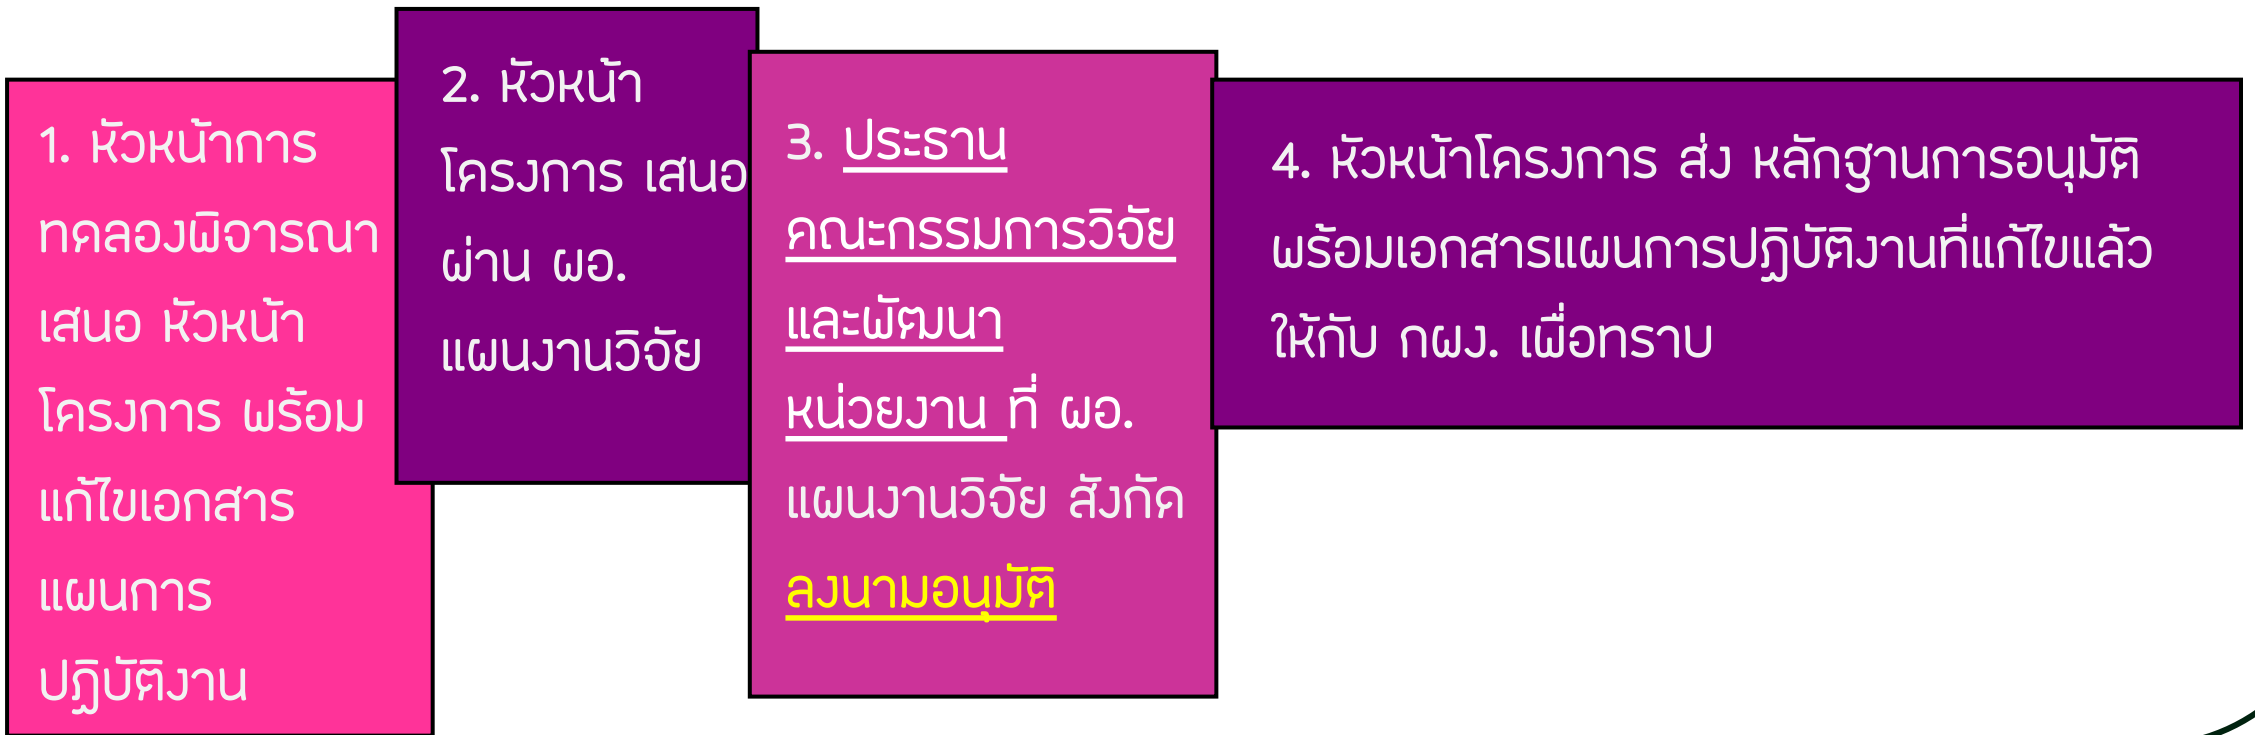 1. หัวหน้าการ
ทดลองพิจารณา
เสนอ หัวหน้า
โครงการ พร้อม
แก้ไขเอกสาร
แผนการ
ปฏิบัติงาน
2. หัวหน้า
โครงการ เสนอ
ผ่าน ผอ.
แผนงานวิจัย
3. ประธาน
คณะกรรมการวิจัย
และพัฒนา
หน่วยงาน ที่ ผอ.
แผนงานวิจัย สังกัด
ลงนามอนุมัติ
4. หัวหน้าโครงการ ส่ง หลักฐานการอนุมัติ
พร้อมเอกสารแผนการปฏิบัติงานที่แก้ไขแล้ว
ให้กับ กผง. เพื่อทราบ